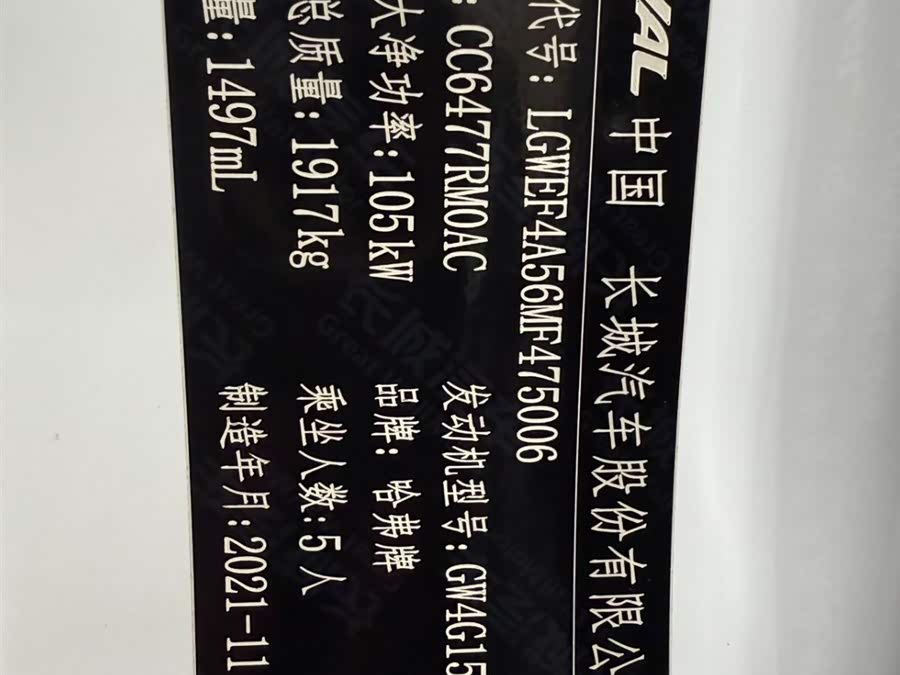 VAL 中国 长城汽车股份有限公
代号: LGWEF4A56MF475006
: CC6477RM0AC 发动机型号: GW4G15
大净功率: 105kW 品牌: 哈弗牌
总质量: 1917kg 乘坐人数: 5人
量: 1497mL 制造年月: 2021-11